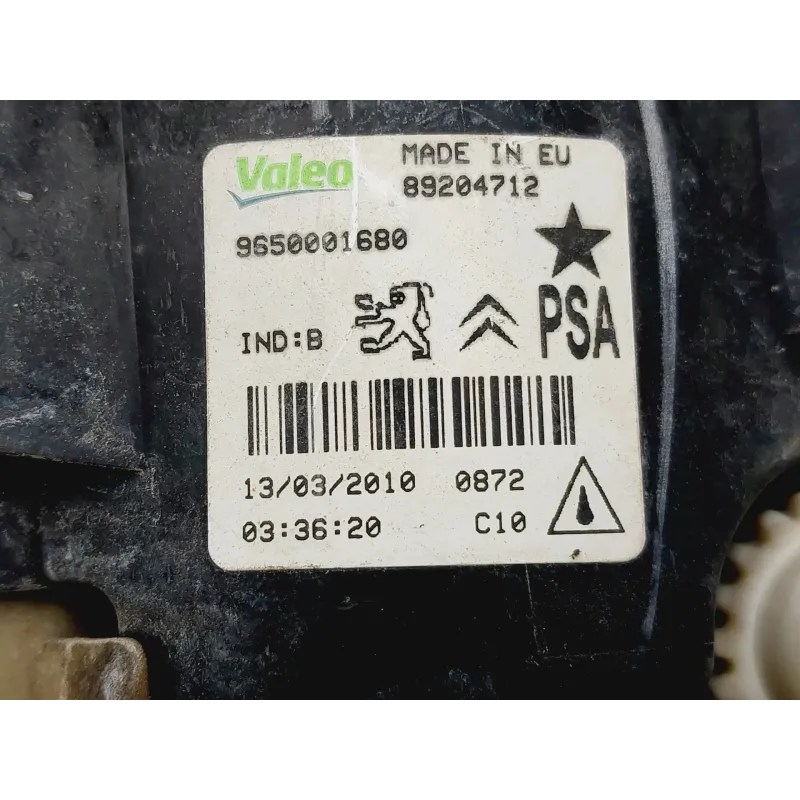 Valeo MADE IN EU
89204712
9650001680
IND:B PSA
13/03/2010 0872
03:36:20 C10